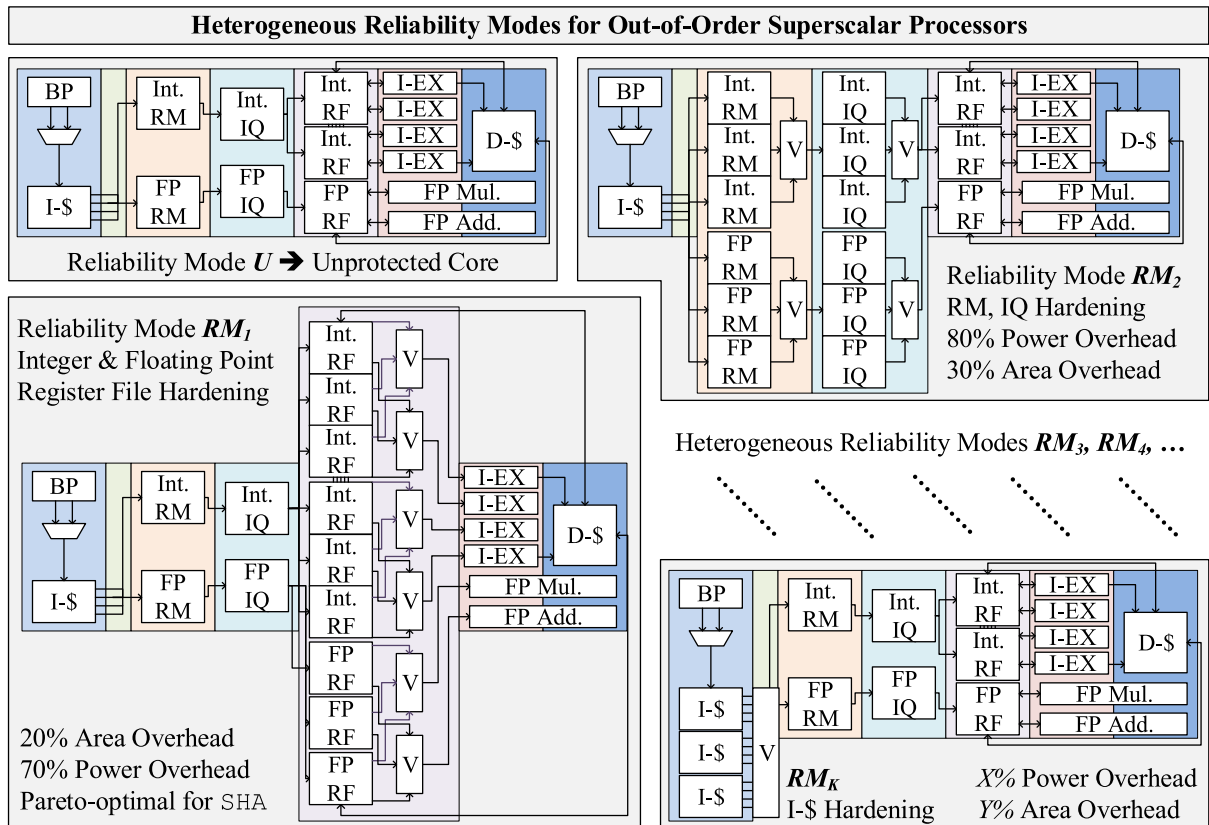 Heterogeneous Reliability Modes for Out-of-Order Superscalar Processors
BP
I-$
Int.
RM
FP
RM
Int.
IQ
FP
IQ
Int.
RF
Int.
RF
FP
RF
I-EX
I-EX
I-EX
I-EX
FP Mul.
FP Add.
D-$
Reliability Mode U ➔ Unprotected Core
BP
I-$
Int.
RM
Int.
RM
Int.
RM
FP
RM
FP
RM
FP
RM
V
V
Int.
IQ
Int.
IQ
Int.
IQ
FP
IQ
FP
IQ
FP
IQ
V
V
Int.
RF
Int.
RF
FP
RF
I-EX
I-EX
I-EX
I-EX
FP Mul.
FP Add.
D-$
Reliability Mode RM2
RM, IQ Hardening
80% Power Overhead
30% Area Overhead
Reliability Mode RM1
Integer & Floating Point
Register File Hardening
BP
I-$
Int.
RM
FP
RM
Int.
IQ
FP
IQ
Int.
RF
Int.
RF
Int.
RF
Int.
RF
Int.
RF
Int.
RF
FP
RF
FP
RF
FP
RF
V
V
V
V
V
V
I-EX
I-EX
I-EX
I-EX
FP Mul.
FP Add.
D-$
20% Area Overhead
70% Power Overhead
Pareto-optimal for SHA
Heterogeneous Reliability Modes RM3, RM4, …
BP
I-$
I-$
I-$
V
Int.
RM
FP
RM
Int.
IQ
FP
IQ
Int.
RF
Int.
RF
FP
RF
I-EX
I-EX
I-EX
I-EX
FP Mul.
FP Add.
D-$
RMK
I-$ Hardening
X% Power Overhead
Y% Area Overhead